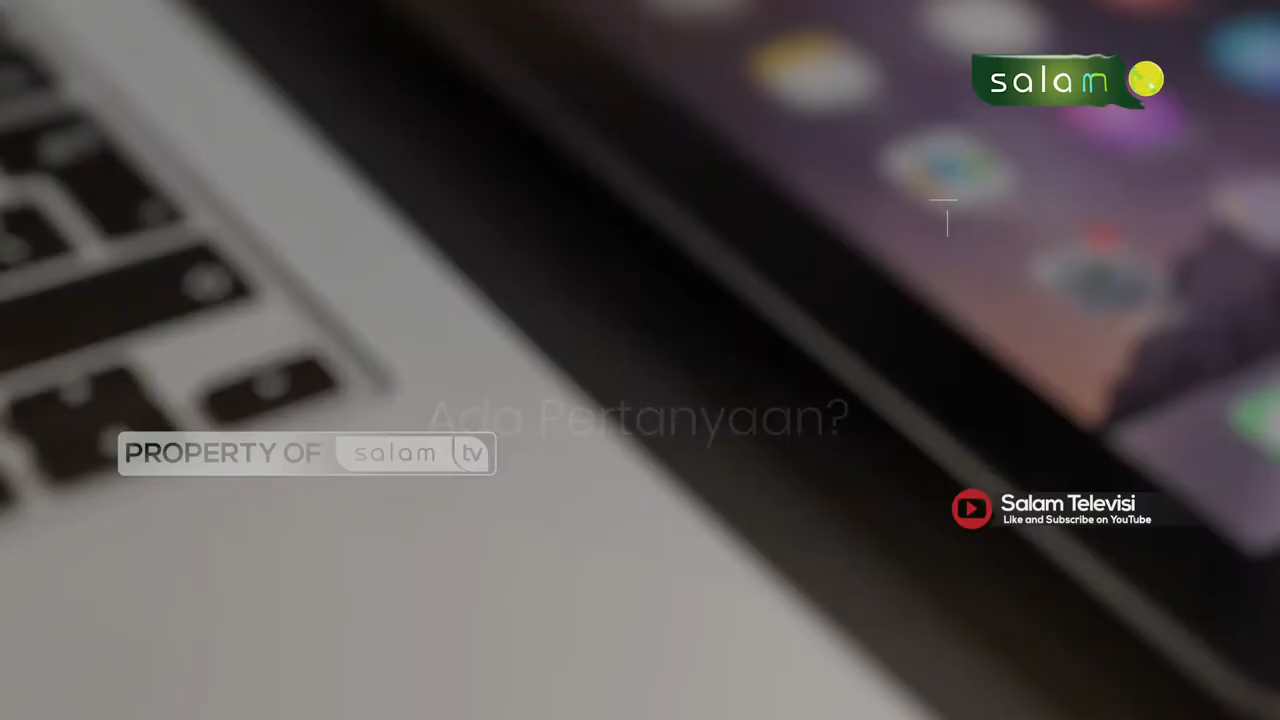 salam
Ada Pertanyaan?
PROPERTY OF salam tv
Salam Televisi
Like and Subscribe on YouTube